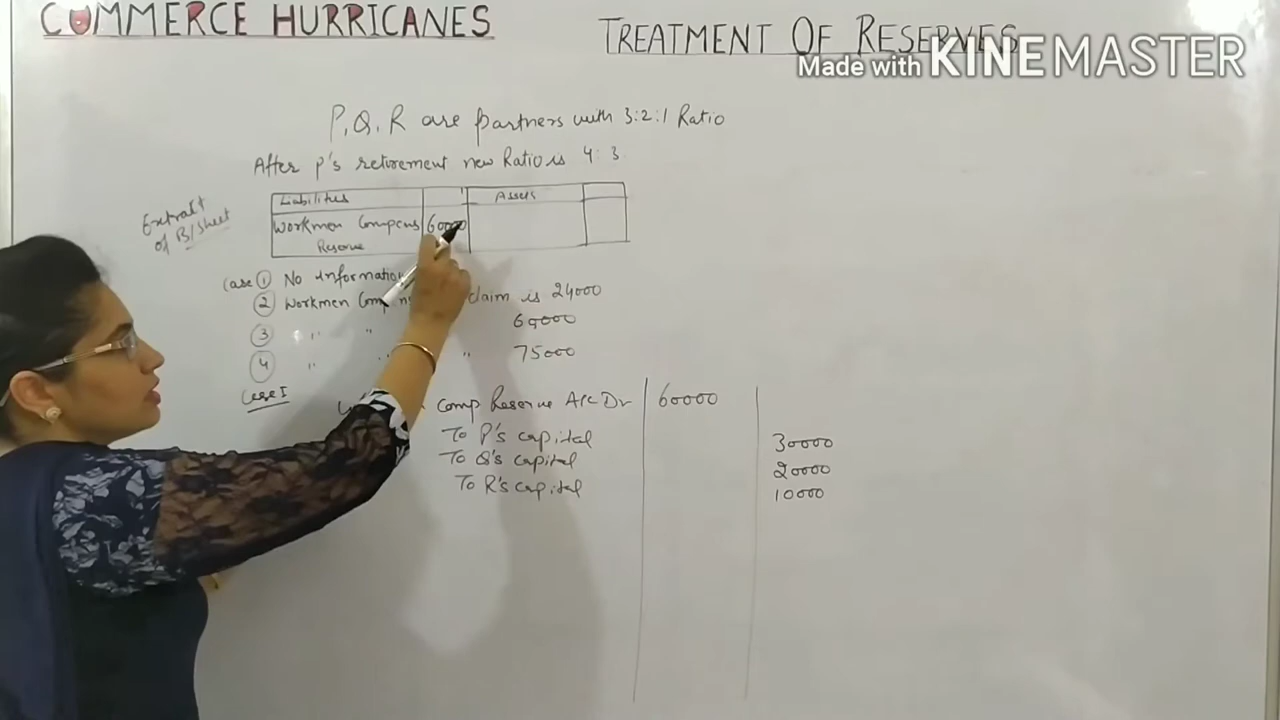 COMMERCE HURRICANES
TREATMENT OF RESERVES
Made with KINEMASTER
P, Q, R are partners with 3:2:1 Ratio
After P's retirement new Ratio is 4:3
Extract of B/Sheet
Liabilities Assets
Workmen Compens 60000
Reserve
Case ① No information
② Workmen Comp claim is 24000
③ " " 60000
④ " " " 75000
Case I
Comp Reserve A/c Dr 60000
To P's capital 30000
To Q's capital 20000
To R's capital 10000